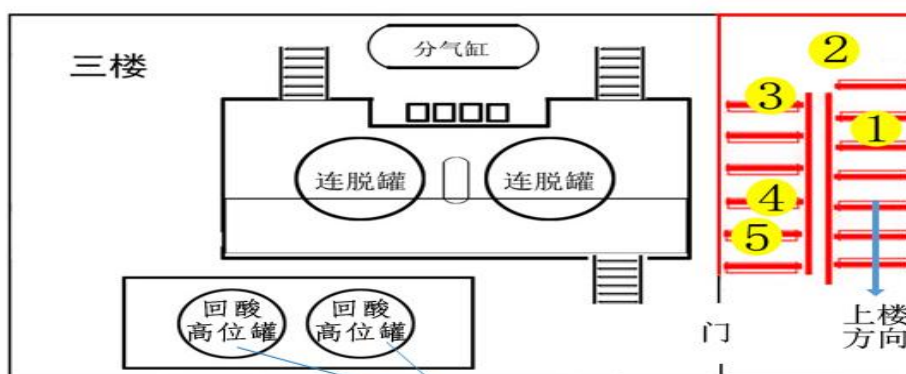 三楼
分气缸
②
③
①
连脱罐
连脱罐
④
⑤
回酸
高位罐
回酸
高位罐
门
上楼
方向